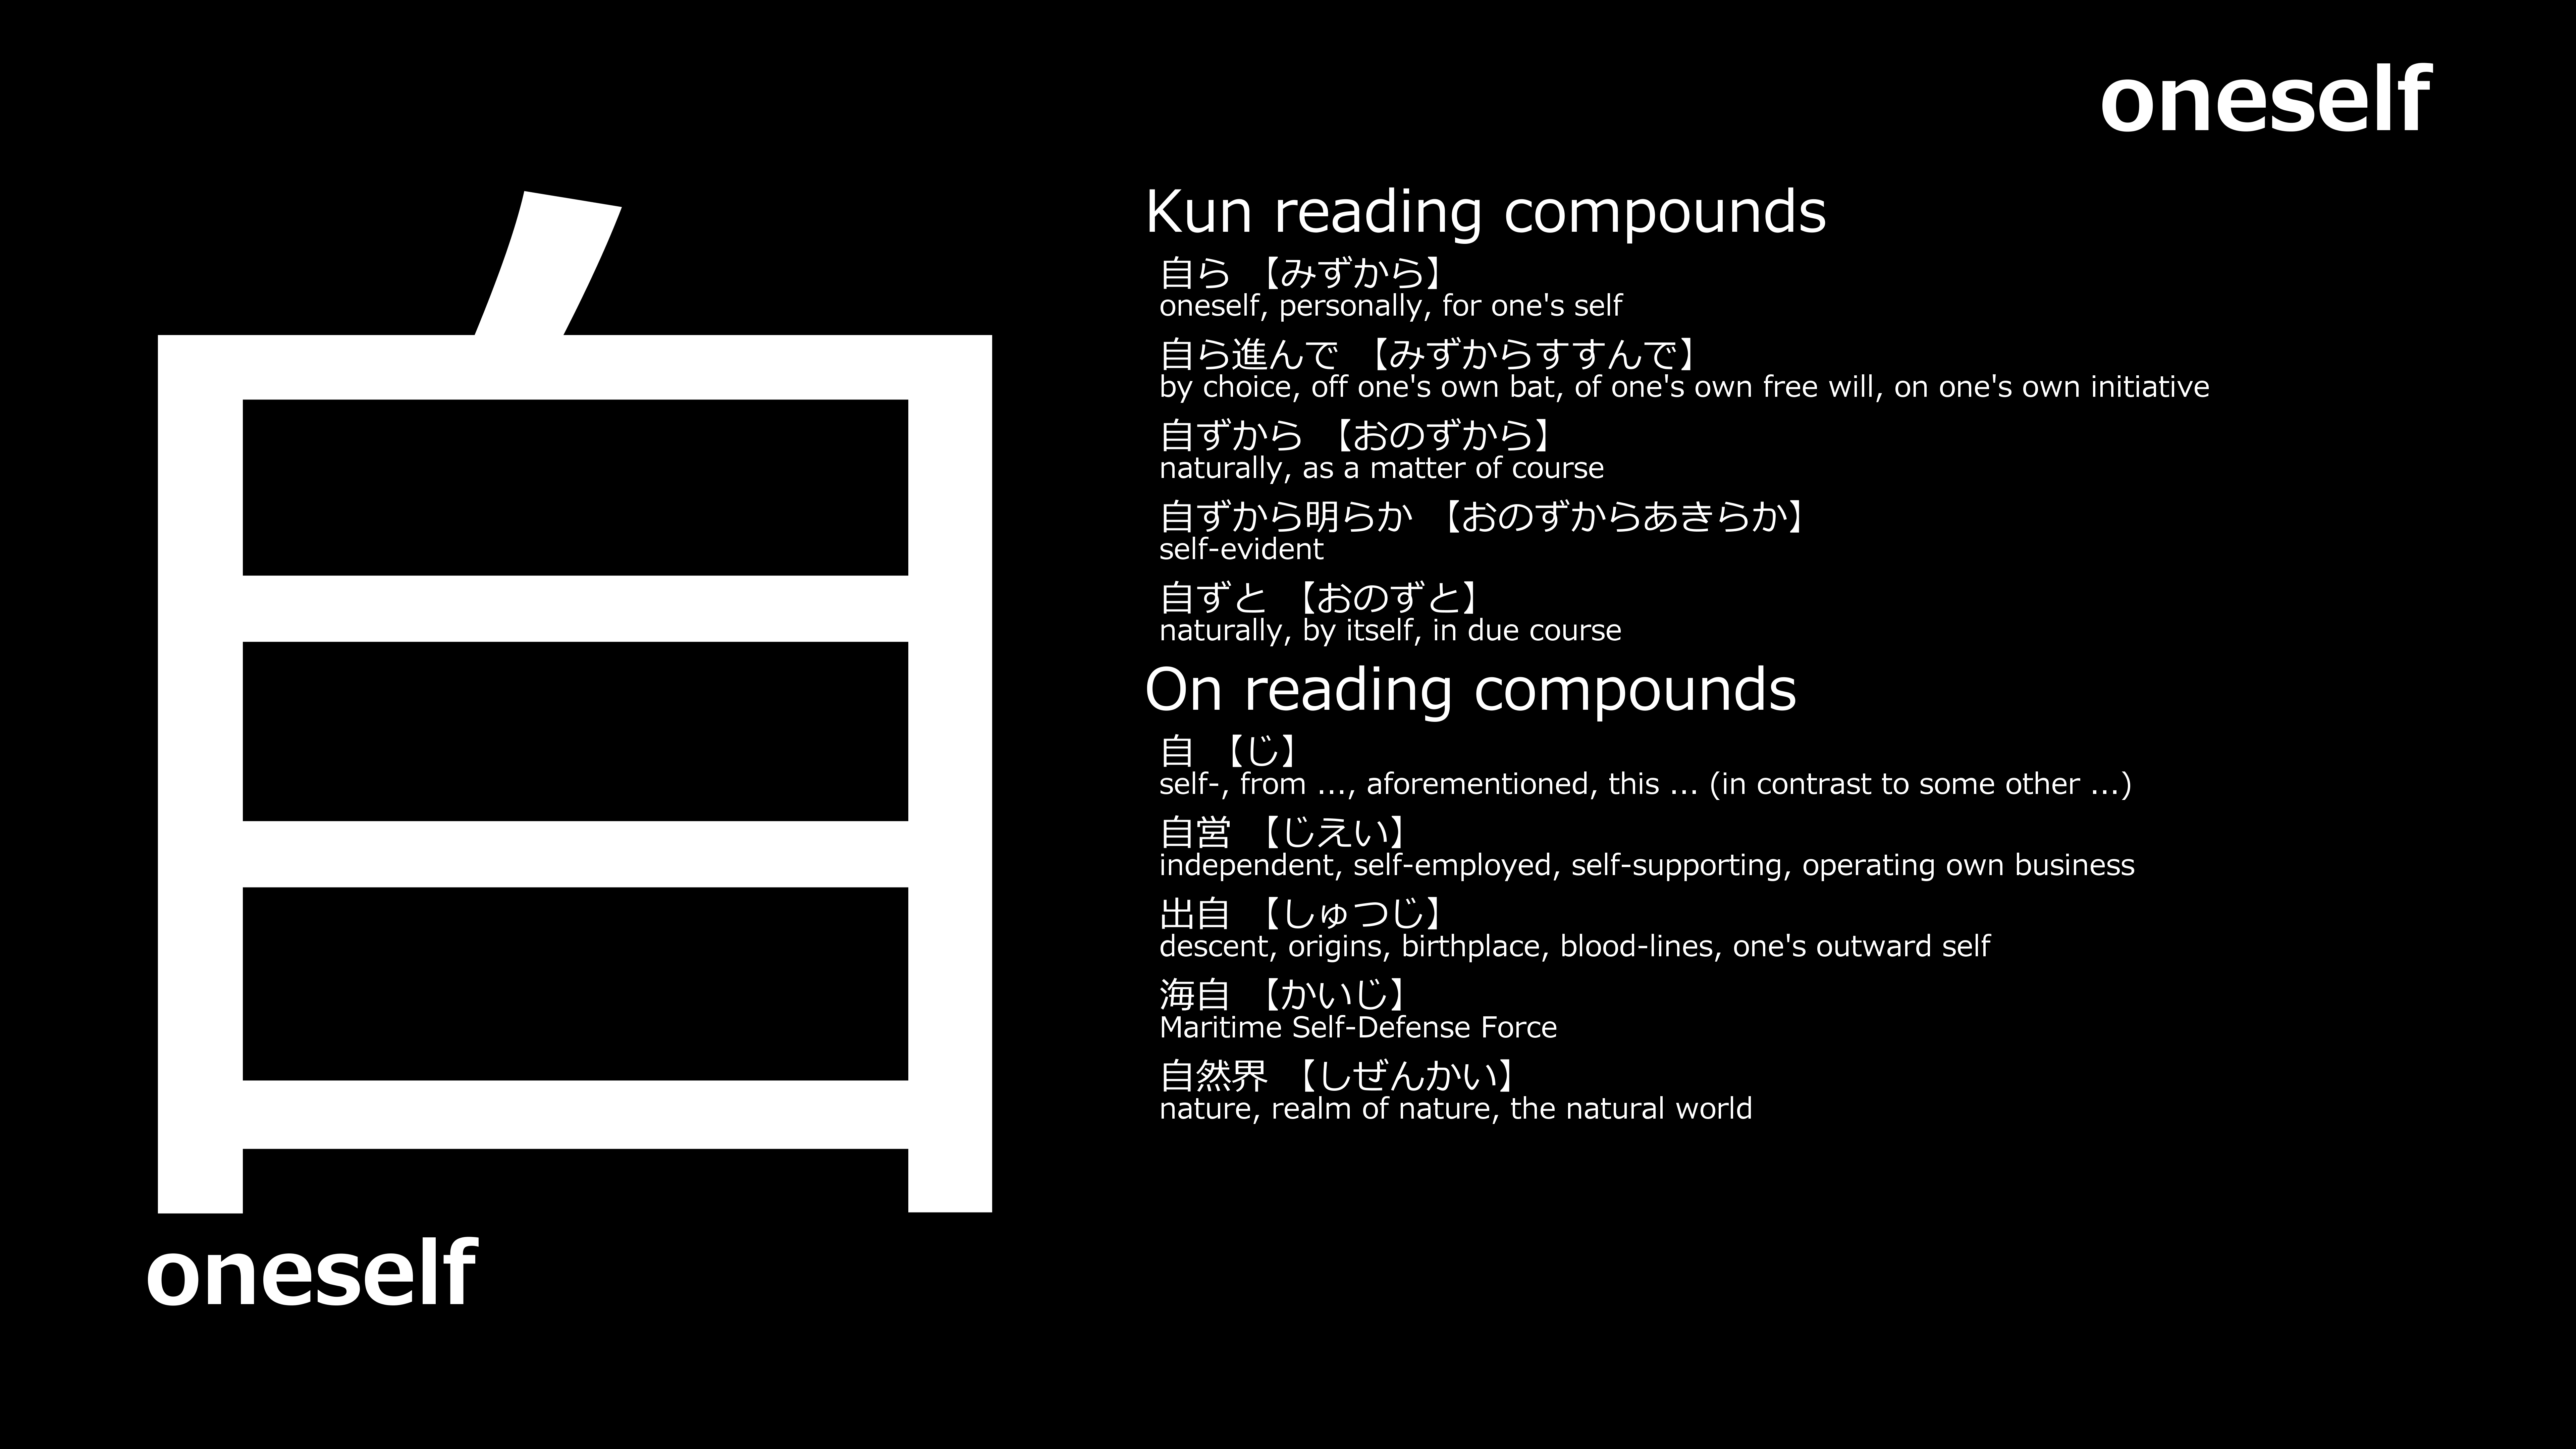 oneself
自
oneself
Kun reading compounds
自ら 【みずから】
oneself, personally, for one's self
自ら進んで 【みずからすすんで】
by choice, off one's own bat, of one's own free will, on one's own initiative
自ずから 【おのずから】
naturally, as a matter of course
自ずから明らか 【おのずからあきらか】
self-evident
自ずと 【おのずと】
naturally, by itself, in due course
On reading compounds
自 【じ】
self-, from ..., aforementioned, this ... (in contrast to some other ...)
自営 【じえい】
independent, self-employed, self-supporting, operating own business
出自 【しゅつじ】
descent, origins, birthplace, blood-lines, one's outward self
海自 【かいじ】
Maritime Self-Defense Force
自然界 【しぜんかい】
nature, realm of nature, the natural world